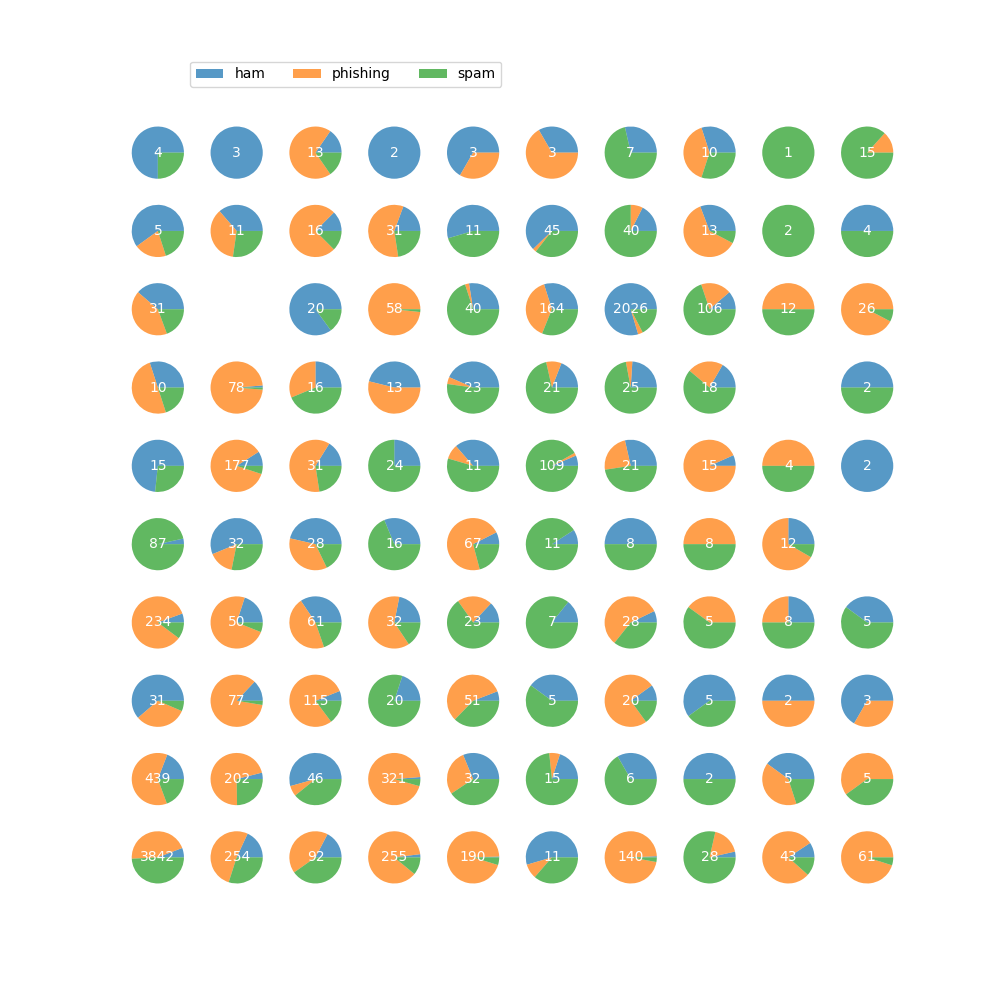 ham phishing spam
4 3 13 2 3 3 7 10 1 15
5 11 16 31 11 45 40 13 2 4
31 20 58 40 164 2026 106 12 26
10 78 16 13 23 21 25 18 2
15 177 31 24 11 109 21 15 4 2
87 32 28 16 67 11 8 8 12
234 50 61 32 23 7 28 5 8 5
31 77 115 20 51 5 20 5 2 3
439 202 46 321 32 15 6 2 5 5
3842 254 92 255 190 11 140 28 43 61